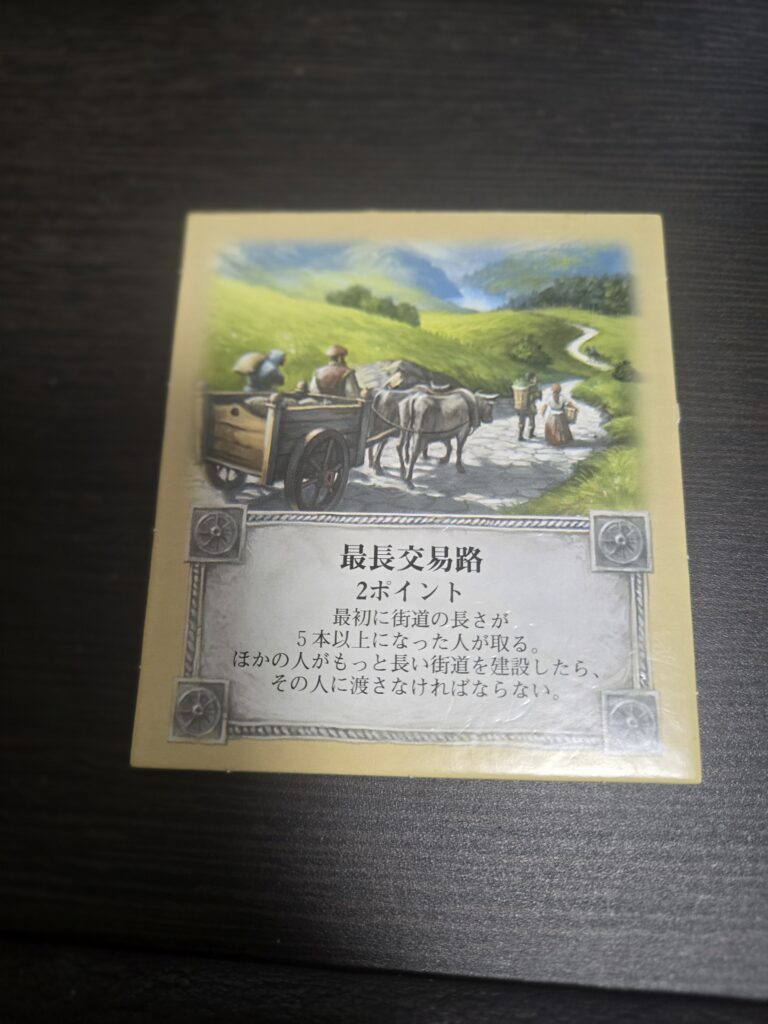 最長交易路
2ポイント
最初に街道の長さが
５本以上になった人が取る。
ほかの人がもっと長い街道を建設したら、
その人に渡さなければならない。